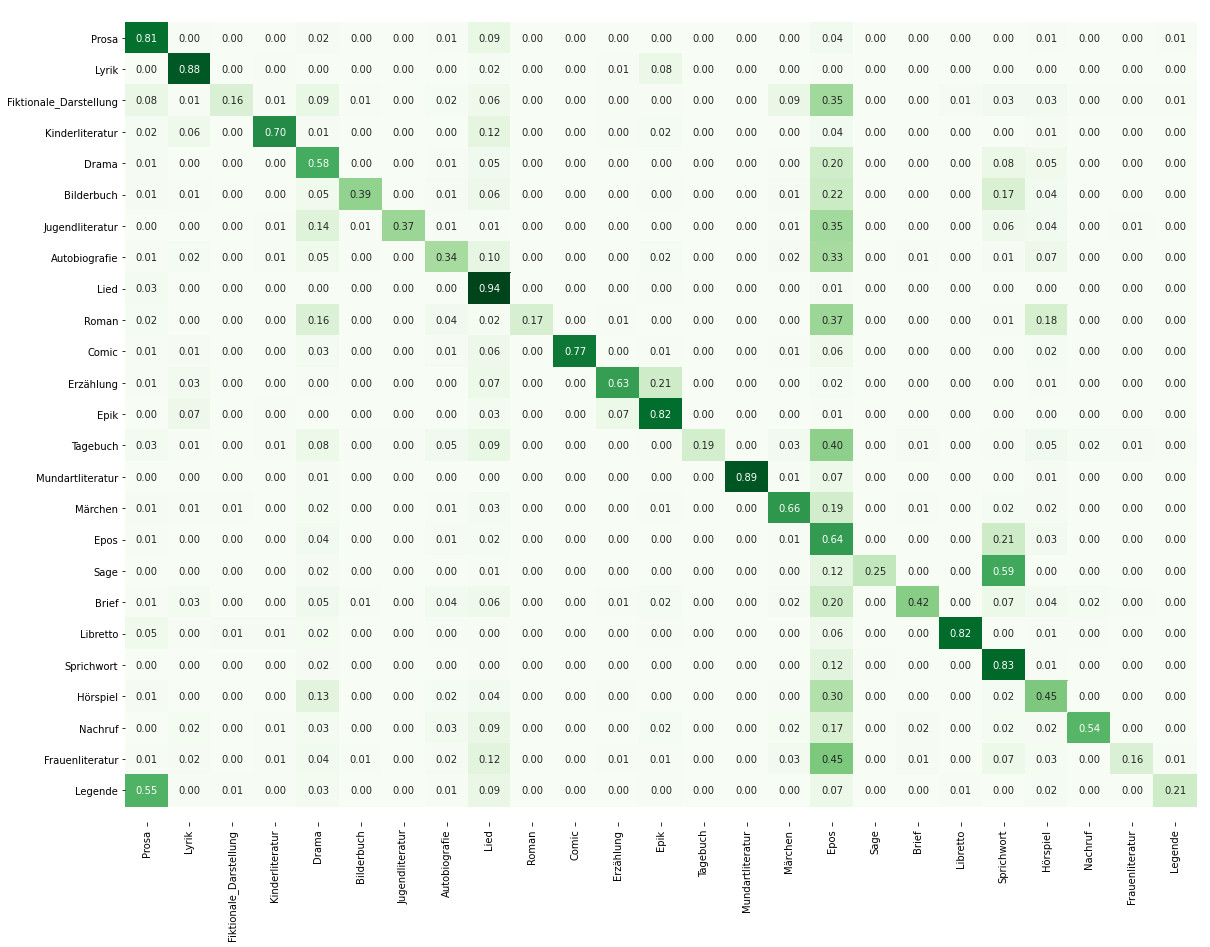 Prosa 0.81 0.00 0.00 0.00 0.02 0.00 0.00 0.01 0.09 0.00 0.00 0.00 0.00 0.00 0.00 0.00 0.04 0.00 0.00 0.00 0.01 0.01 0.00 0.00 0.01
Lyrik 0.00 0.88 0.00 0.00 0.00 0.00 0.00 0.00 0.02 0.00 0.00 0.01 0.08 0.00 0.00 0.00 0.00 0.00 0.00 0.00 0.00 0.00 0.00 0.00 0.00
Fiktionale_Darstellung 0.08 0.01 0.16 0.01 0.09 0.01 0.00 0.02 0.06 0.00 0.00 0.00 0.00 0.00 0.00 0.09 0.35 0.00 0.00 0.01 0.03 0.03 0.00 0.00 0.01
Kinderliteratur 0.02 0.06 0.00 0.70 0.01 0.00 0.00 0.00 0.12 0.00 0.00 0.00 0.02 0.00 0.00 0.00 0.04 0.00 0.00 0.00 0.00 0.01 0.00 0.00 0.00
Drama 0.01 0.00 0.00 0.00 0.58 0.00 0.00 0.01 0.05 0.00 0.00 0.00 0.00 0.00 0.00 0.00 0.20 0.00 0.00 0.00 0.08 0.05 0.00 0.00 0.00
Bilderbuch 0.01 0.01 0.00 0.00 0.05 0.39 0.00 0.01 0.06 0.00 0.00 0.00 0.00 0.00 0.00 0.01 0.22 0.00 0.00 0.00 0.17 0.04 0.00 0.00 0.00
Jugendliteratur 0.00 0.00 0.00 0.01 0.14 0.01 0.37 0.01 0.01 0.00 0.00 0.00 0.00 0.00 0.00 0.01 0.35 0.00 0.00 0.00 0.06 0.04 0.00 0.01 0.00
Autobiografie 0.01 0.02 0.00 0.01 0.05 0.00 0.00 0.34 0.10 0.00 0.00 0.00 0.02 0.00 0.00 0.02 0.33 0.00 0.01 0.00 0.01 0.07 0.00 0.00 0.00
Lied 0.03 0.00 0.00 0.00 0.00 0.00 0.00 0.00 0.94 0.00 0.00 0.00 0.00 0.00 0.00 0.00 0.01 0.00 0.00 0.00 0.00 0.00 0.00 0.00 0.00
Roman 0.02 0.00 0.00 0.00 0.16 0.00 0.00 0.04 0.02 0.17 0.00 0.01 0.00 0.00 0.00 0.00 0.37 0.00 0.00 0.00 0.01 0.18 0.00 0.01 0.00
Comic 0.01 0.01 0.00 0.00 0.03 0.00 0.00 0.01 0.06 0.00 0.77 0.00 0.01 0.00 0.00 0.01 0.06 0.00 0.00 0.00 0.00 0.02 0.00 0.00 0.00
Erzählung 0.01 0.03 0.00 0.00 0.00 0.00 0.00 0.00 0.07 0.00 0.00 0.63 0.21 0.00 0.00 0.00 0.02 0.00 0.00 0.00 0.00 0.01 0.00 0.00 0.00
Epik 0.00 0.07 0.00 0.00 0.00 0.00 0.00 0.00 0.03 0.00 0.00 0.07 0.82 0.00 0.00 0.00 0.01 0.00 0.00 0.00 0.00 0.00 0.00 0.00 0.00
Tagebuch 0.03 0.01 0.00 0.01 0.08 0.00 0.00 0.05 0.09 0.00 0.00 0.00 0.00 0.19 0.00 0.03 0.40 0.00 0.01 0.00 0.00 0.05 0.02 0.01 0.00
Mundartliteratur 0.00 0.00 0.00 0.00 0.01 0.00 0.00 0.00 0.00 0.00 0.00 0.00 0.00 0.00 0.89 0.01 0.07 0.00 0.00 0.00 0.00 0.01 0.00 0.00 0.00
Märchen 0.01 0.01 0.01 0.00 0.02 0.00 0.00 0.01 0.03 0.00 0.00 0.00 0.01 0.00 0.00 0.66 0.19 0.00 0.01 0.00 0.02 0.02 0.00 0.00 0.00
Epos 0.01 0.00 0.00 0.00 0.04 0.00 0.00 0.01 0.02 0.00 0.00 0.00 0.00 0.00 0.00 0.01 0.64 0.00 0.00 0.00 0.21 0.03 0.00 0.00 0.00
Sage 0.00 0.00 0.00 0.00 0.02 0.00 0.00 0.00 0.01 0.00 0.00 0.00 0.00 0.00 0.00 0.00 0.12 0.25 0.00 0.00 0.59 0.00 0.00 0.00 0.00
Brief 0.01 0.03 0.00 0.00 0.05 0.01 0.00 0.04 0.06 0.00 0.00 0.01 0.02 0.00 0.00 0.02 0.20 0.00 0.42 0.00 0.07 0.04 0.02 0.00 0.00
Libretto 0.05 0.00 0.01 0.01 0.02 0.00 0.00 0.00 0.00 0.00 0.00 0.00 0.00 0.00 0.00 0.00 0.06 0.00 0.00 0.82 0.00 0.01 0.00 0.00 0.00
Sprichwort 0.00 0.00 0.00 0.00 0.02 0.00 0.00 0.00 0.00 0.00 0.00 0.00 0.00 0.00 0.00 0.00 0.12 0.00 0.00 0.00 0.83 0.01 0.00 0.00 0.00
Hörspiel 0.01 0.00 0.00 0.00 0.13 0.00 0.00 0.02 0.04 0.00 0.00 0.00 0.00 0.00 0.00 0.00 0.30 0.00 0.00 0.00 0.02 0.45 0.00 0.00 0.00
Nachruf 0.00 0.02 0.00 0.01 0.03 0.00 0.00 0.03 0.09 0.00 0.00 0.00 0.02 0.00 0.00 0.02 0.17 0.00 0.02 0.00 0.02 0.02 0.54 0.00 0.00
Frauenliteratur 0.01 0.02 0.00 0.01 0.04 0.01 0.00 0.02 0.12 0.00 0.00 0.01 0.01 0.00 0.00 0.03 0.45 0.00 0.01 0.00 0.07 0.03 0.00 0.16 0.01
Legende 0.55 0.00 0.01 0.00 0.03 0.00 0.00 0.00 0.09 0.00 0.00 0.00 0.00 0.00 0.00 0.00 0.07 0.00 0.00 0.01 0.00 0.02 0.00 0.00 0.21
Prosa Lyrik Fiktionale_Darstellung Kinderliteratur Drama Bilderbuch Jugendliteratur Autobiografie Lied Roman Comic Erzählung Epik Tagebuch Mundartliteratur Märchen Epos Sage Brief Libretto Sprichwort Hörspiel Nachruf Frauenliteratur Legende